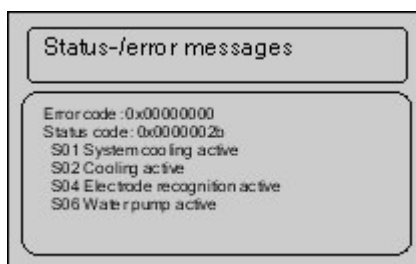 Status-/error messages
Error code :0x00000000
Status code: 0x0000002b
S01 System cooling active
S02 Cooling active
S04 Electrode recognition active
S06 Water pump active